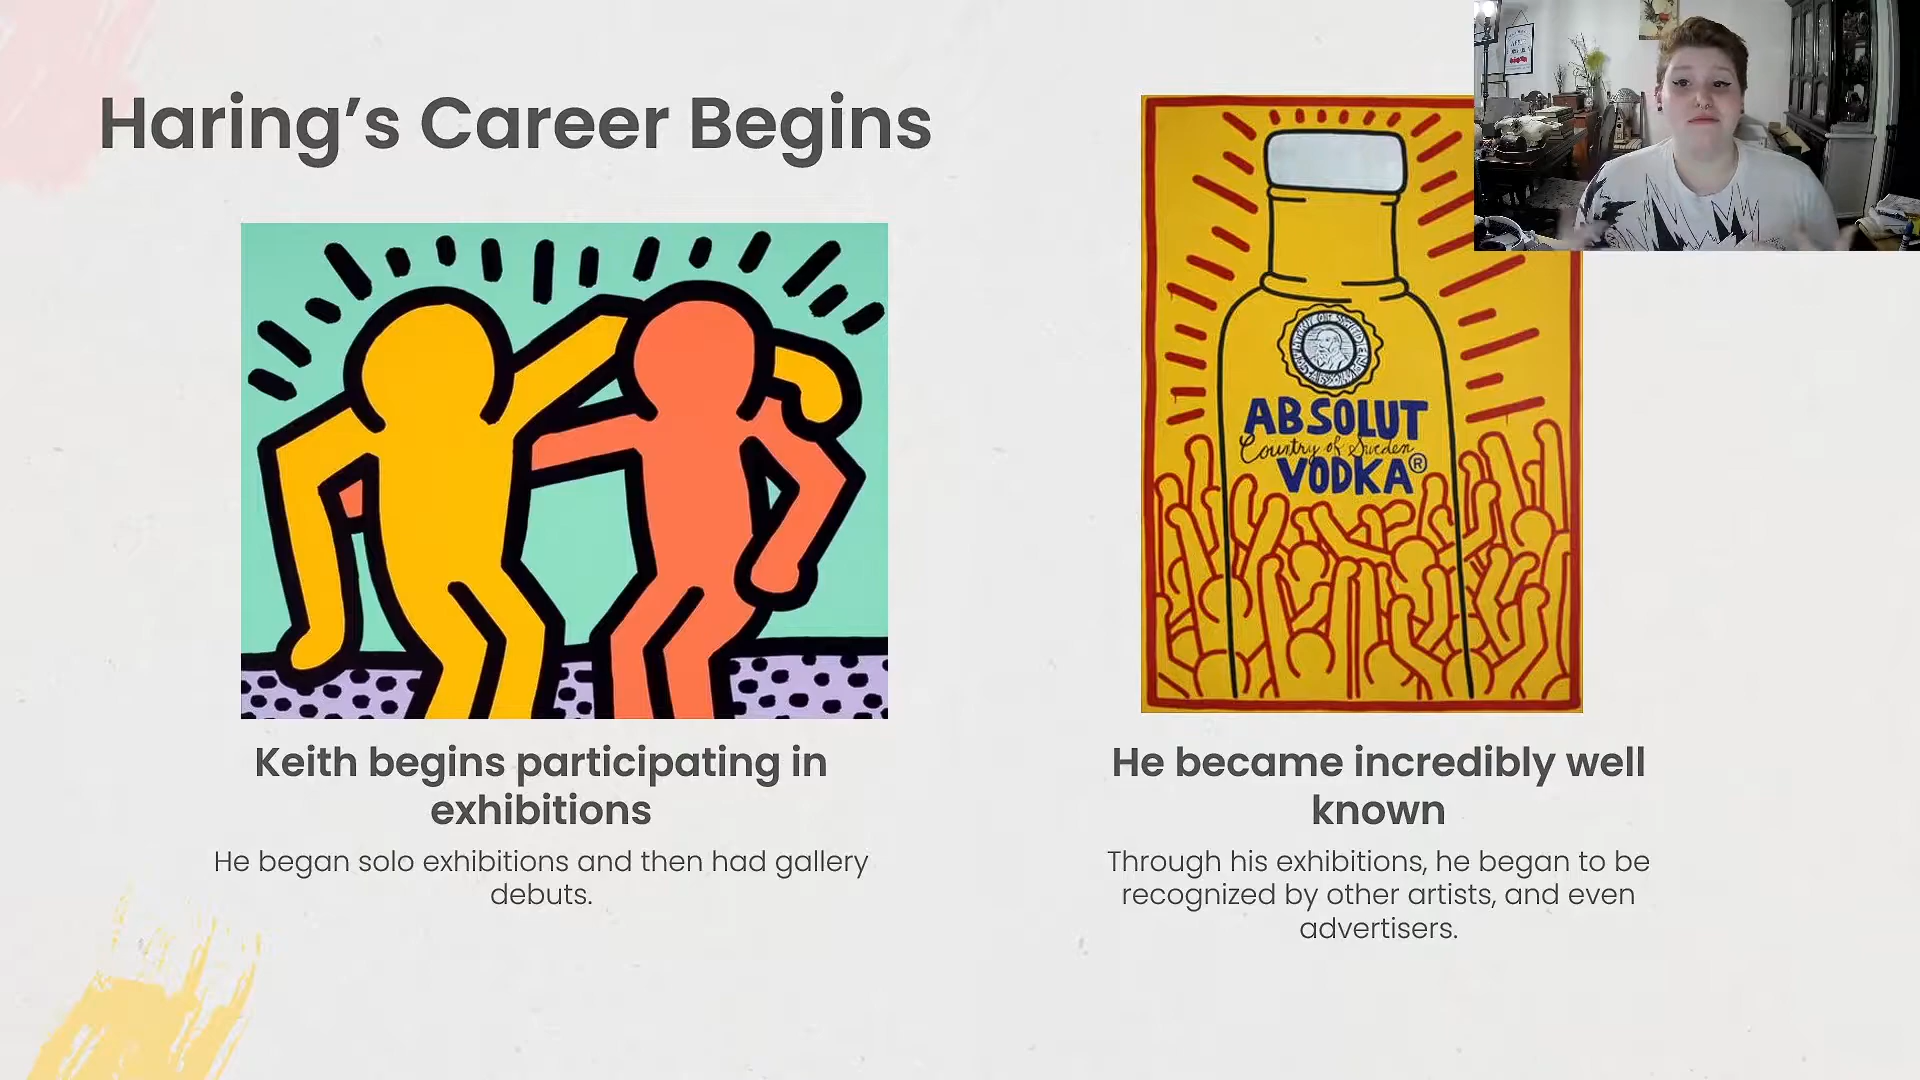 Haring’s Career Begins
ABSOLUT
Country of Sweden
VODKA®
Keith begins participating in
exhibitions
He began solo exhibitions and then had gallery
debuts.
He became incredibly well
known
Through his exhibitions, he began to be
recognized by other artists, and even
advertisers.